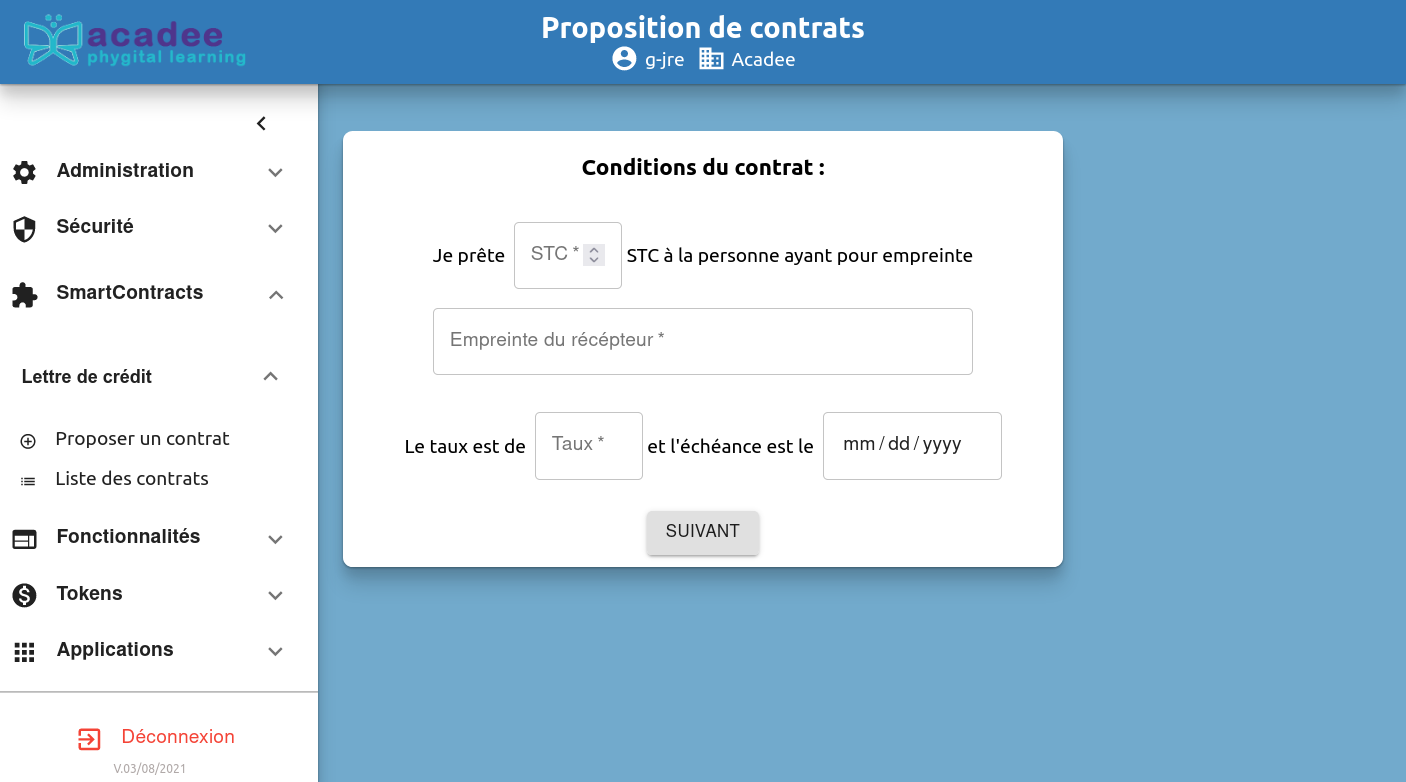 acadee
phygital learning
Proposition de contrats
g-jre Acadee
Administration
Sécurité
SmartContracts
Lettre de crédit
Proposer un contrat
Liste des contrats
Fonctionnalités
Tokens
Applications
Déconnexion
V.03/08/2021
Conditions du contrat :
Je prête STC * STC à la personne ayant pour empreinte
Empreinte du récépteur *
Le taux est de Taux * et l'échéance est le mm/dd/yyyy
SUIVANT